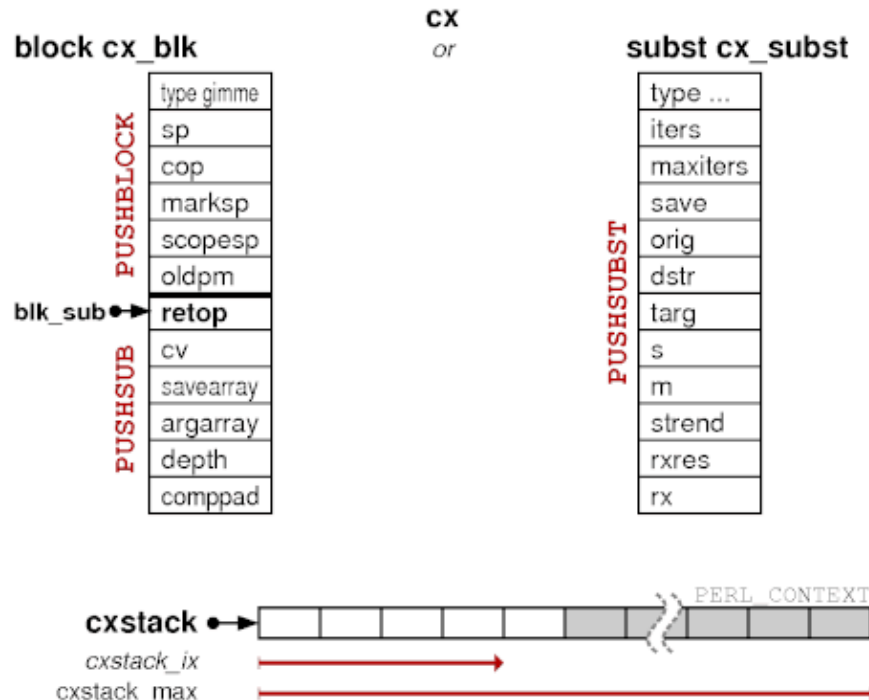 cx
or
block cx_blk
subst cx_subst
PUSHBLOCK
type gimme
sp
cop
marksp
scopesp
oldpm
blk_sub
retop
PUSHSUB
cv
savearray
argarray
depth
comppad
PUSHSUBST
type ...
iters
maxiters
save
orig
dstr
targ
s
m
strend
rxres
rx
PERL_CONTEXT
cxstack
cxstack_ix
cxstack_max